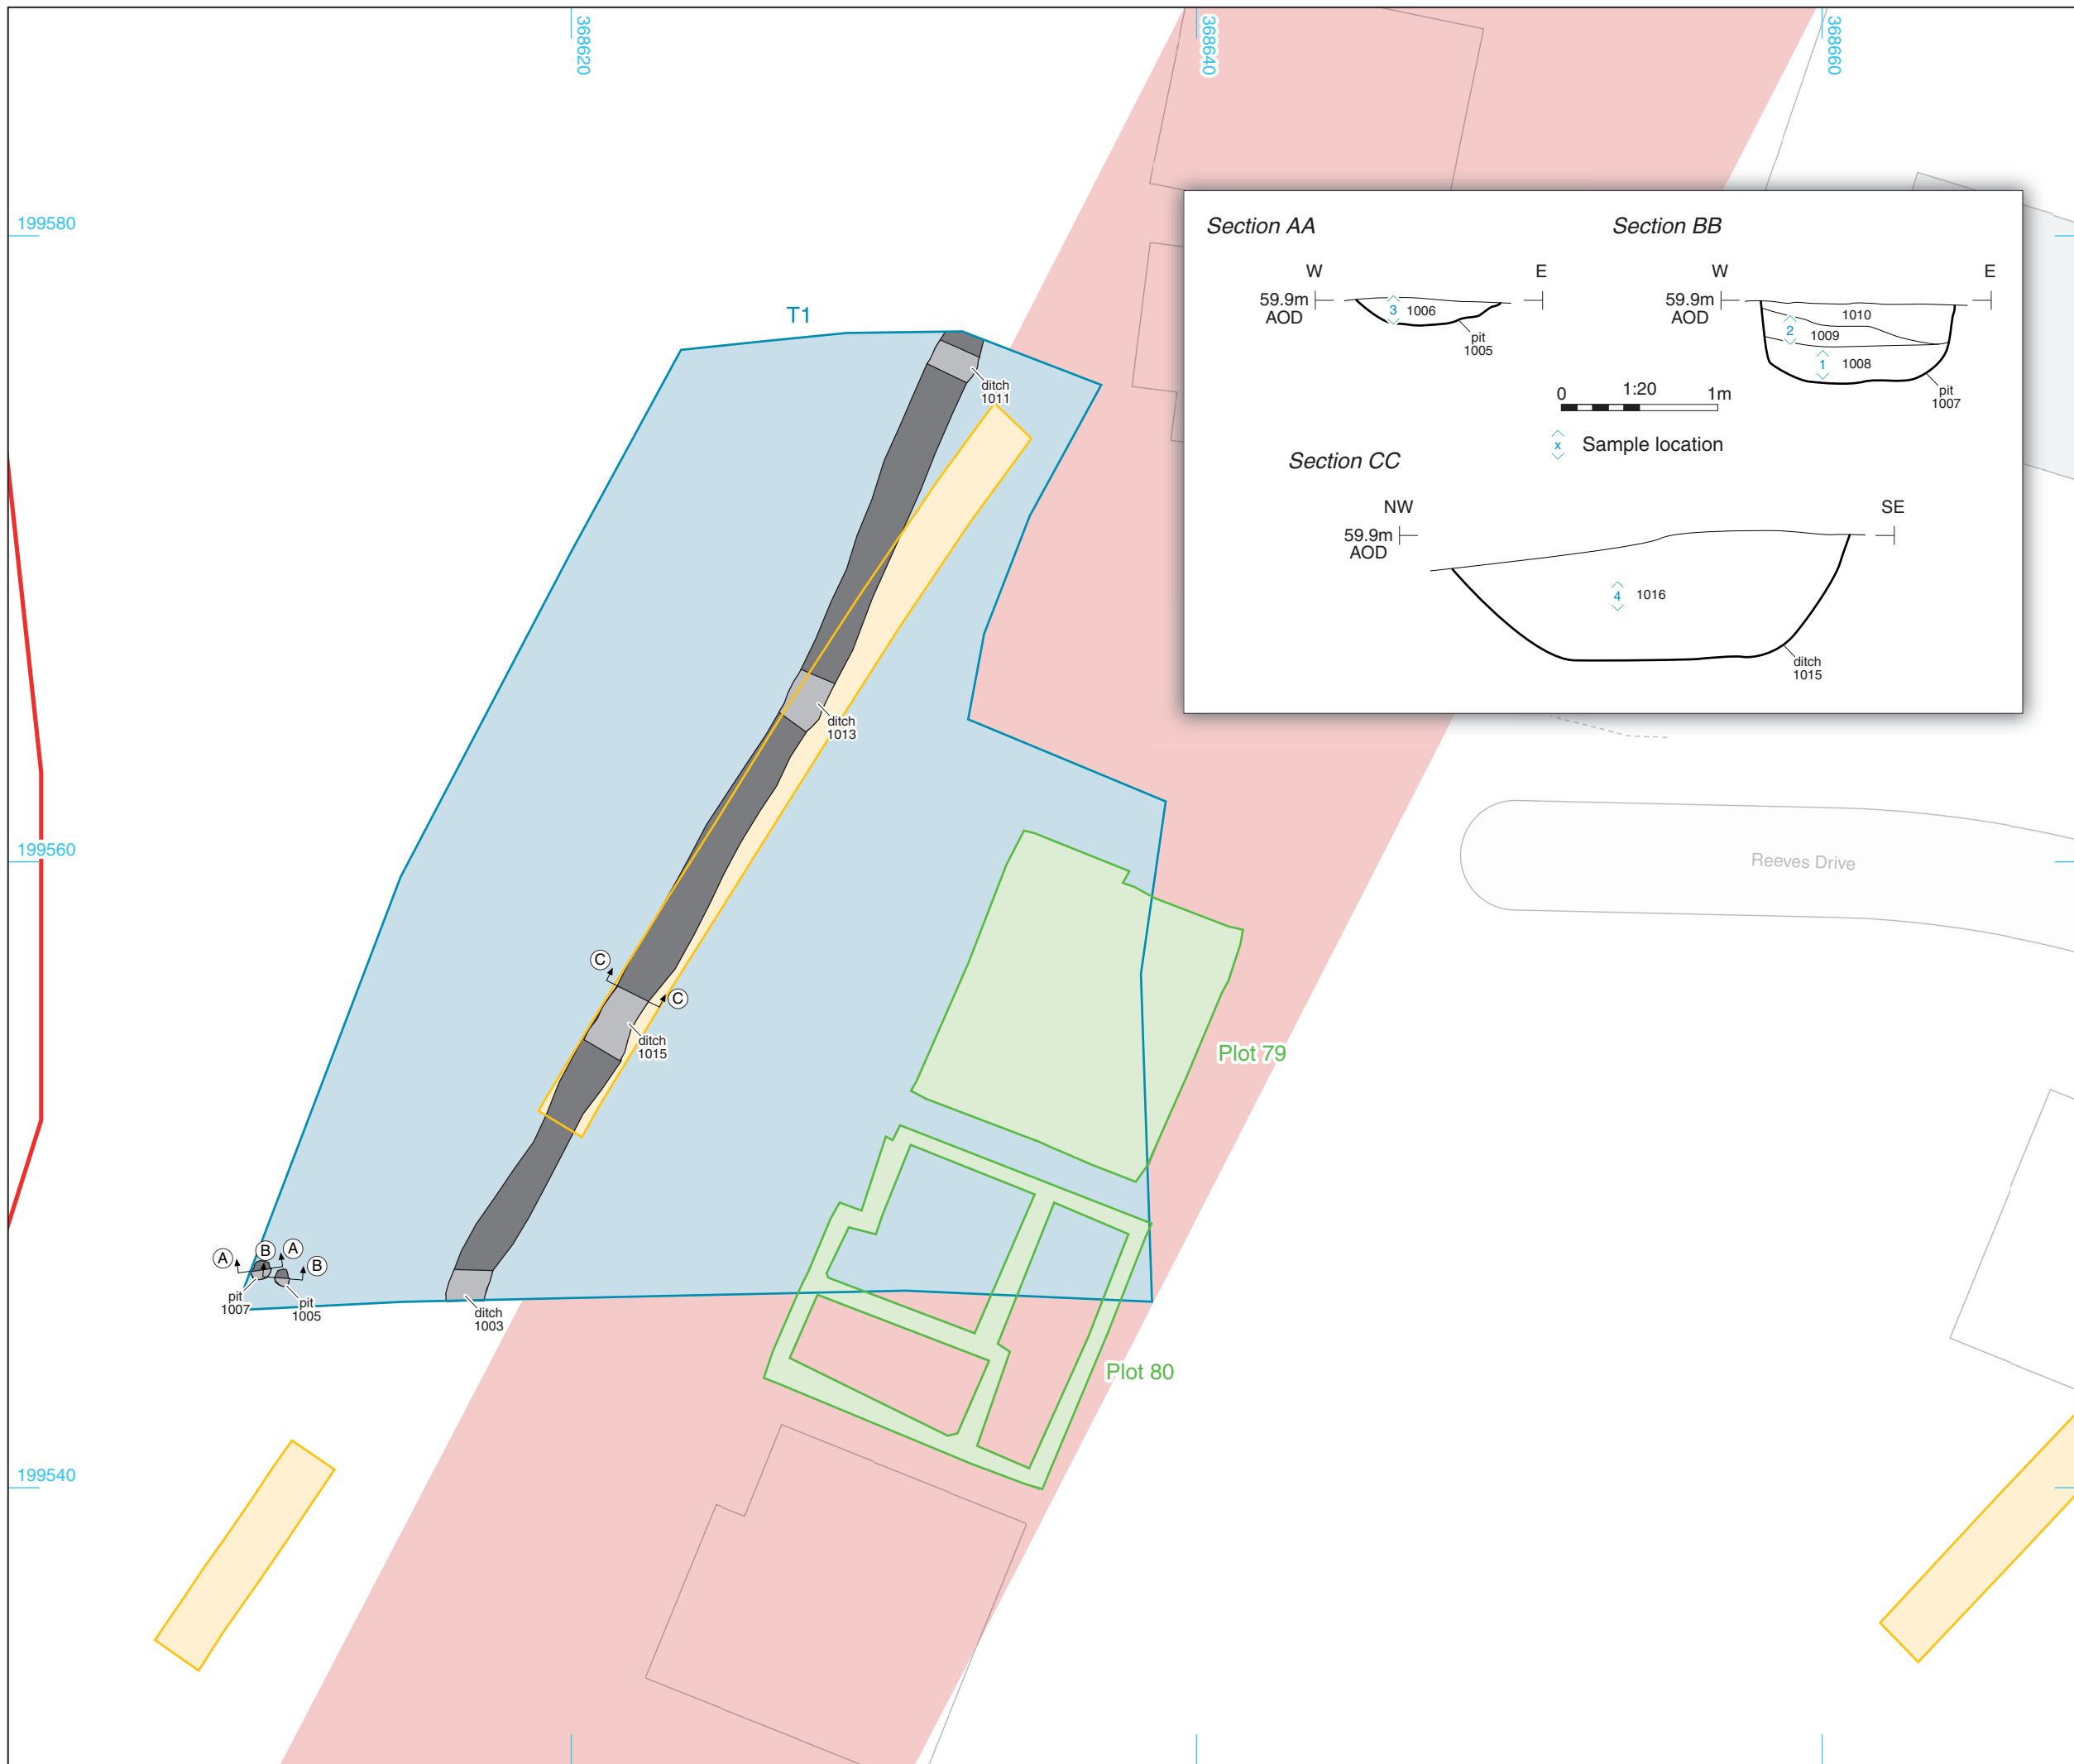 368620
368640
368660
199580
199560
199540
T1
ditch
1011
ditch
1013
C
C
ditch
1015
A
B
A
B
pit
1007
pit
1005
ditch
1003
Plot 79
Plot 80
Reeves Drive
Section AA
W
E
59.9m
AOD
3
1006
pit
1005
Section BB
W
E
59.9m
AOD
1010
2
1009
1
1008
pit
1007
0
1:20
1m
x
Sample location
Section CC
NW
SE
59.9m
AOD
4
1016
ditch
1015